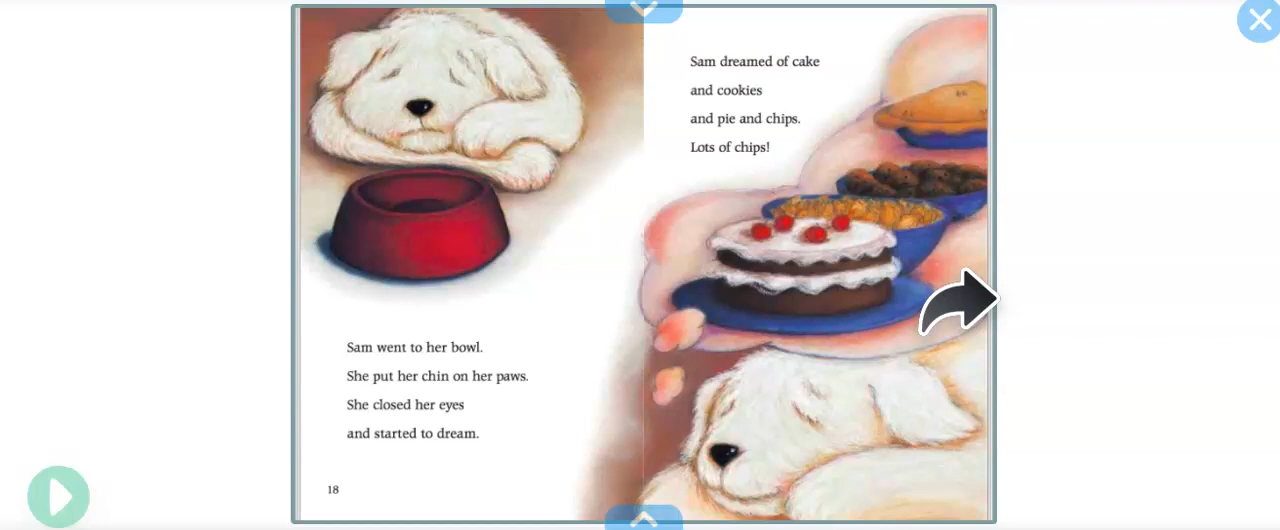 Sam went to her bowl.
She put her chin on her paws.
She closed her eyes
and started to dream.
18
Sam dreamed of cake
and cookies
and pie and chips.
Lots of chips!